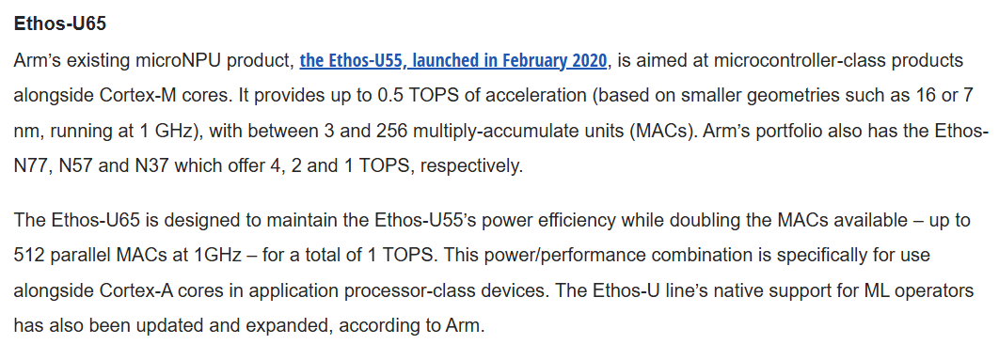 Ethos-U65
Arm’s existing microNPU product, the Ethos-U55, launched in February 2020, is aimed at microcontroller-class products
alongside Cortex-M cores. It provides up to 0.5 TOPS of acceleration (based on smaller geometries such as 16 or 7
nm, running at 1 GHz), with between 3 and 256 multiply-accumulate units (MACs). Arm’s portfolio also has the Ethos-
N77, N57 and N37 which offer 4, 2 and 1 TOPS, respectively.
The Ethos-U65 is designed to maintain the Ethos-U55’s power efficiency while doubling the MACs available – up to
512 parallel MACs at 1GHz – for a total of 1 TOPS. This power/performance combination is specifically for use
alongside Cortex-A cores in application processor-class devices. The Ethos-U line’s native support for ML operators
has also been updated and expanded, according to Arm.